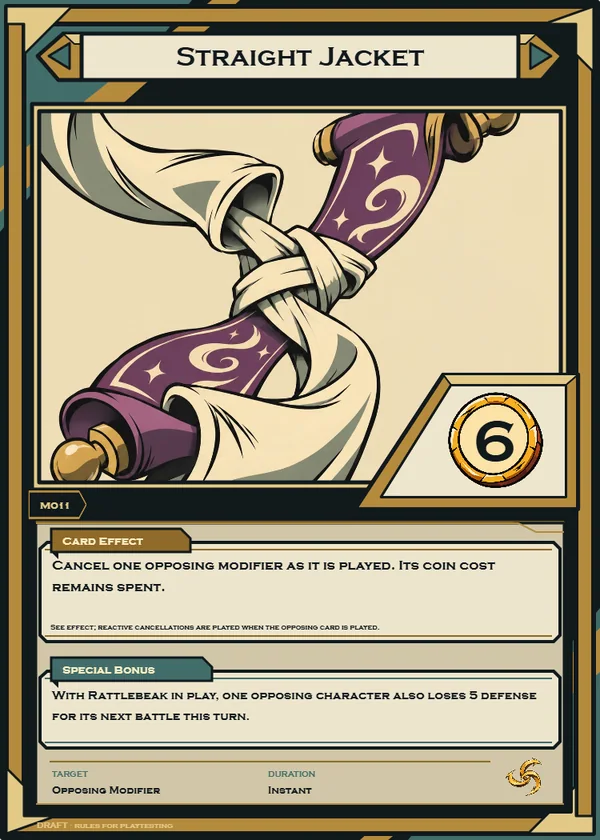 STRAIGHT JACKET
6
M011
CARD EFFECT
CANCEL ONE OPPOSING MODIFIER AS IT IS PLAYED. ITS COIN COST
REMAINS SPENT.
SEE EFFECT; REACTIVE CANCELLATIONS ARE PLAYED WHEN THE OPPOSING CARD IS PLAYED.
SPECIAL BONUS
WITH RATTLEBEAK IN PLAY, ONE OPPOSING CHARACTER ALSO LOSES 5 DEFENSE
FOR ITS NEXT BATTLE THIS TURN.
TARGET DURATION
OPPOSING MODIFIER INSTANT
DRAFT · RULES FOR PLAYTESTING